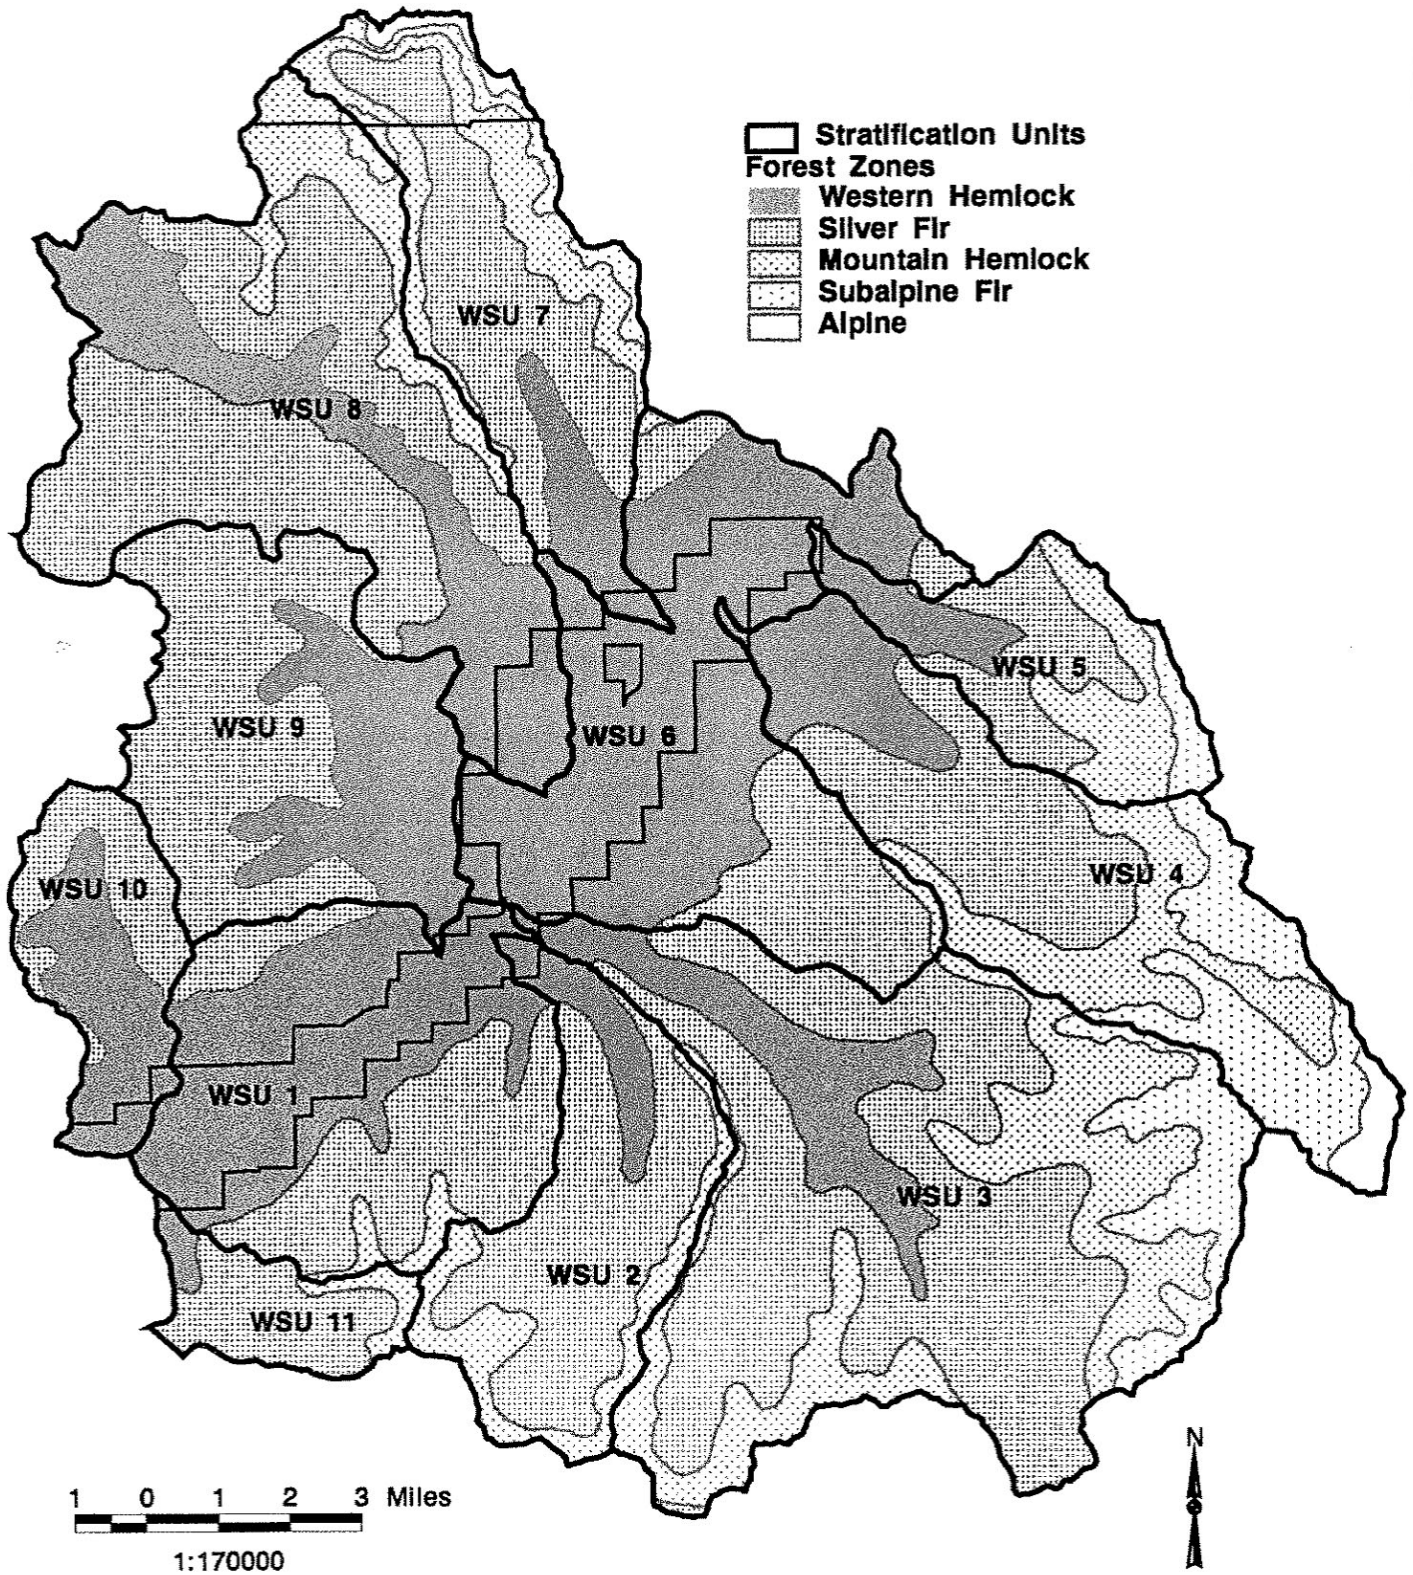 Stratification Units
Forest Zones
Western Hemlock
Silver Fir
Mountain Hemlock
Subalpine Fir
Alpine
WSU 7
WSU 8
WSU 5
WSU 9
WSU 6
WSU 10
WSU 4
WSU 1
WSU 3
WSU 2
WSU 11
N
1 0 1 2 3 Miles
1:170000